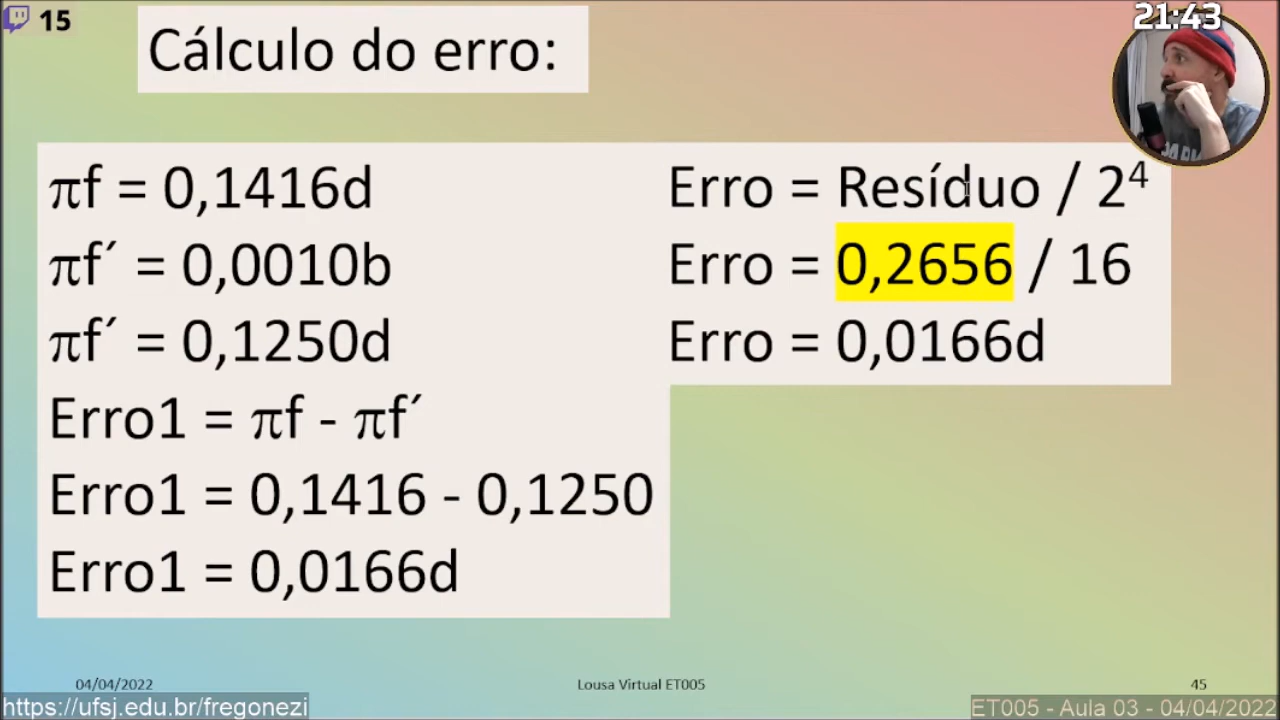 15
21:43
Cálculo do erro:
πf = 0,1416d
πf´ = 0,0010b
πf´ = 0,1250d
Erro1 = πf - πf´
Erro1 = 0,1416 - 0,1250
Erro1 = 0,0166d
Erro = Resíduo / 2⁴
Erro = 0,2656 / 16
Erro = 0,0166d
04/04/2022
Lousa Virtual ET005
45
https://ufsj.edu.br/fregonezi
ET005 - Aula 03 - 04/04/2022